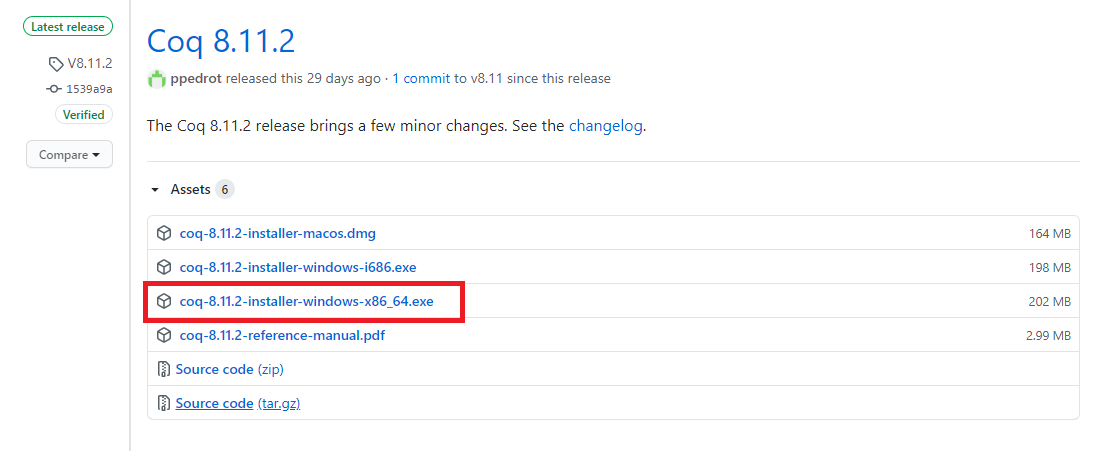 Latest release
V8.11.2
1539a9a
Verified
Compare
Coq 8.11.2
ppedrot released this 29 days ago · 1 commit to v8.11 since this release
The Coq 8.11.2 release brings a few minor changes. See the changelog.
Assets 6
coq-8.11.2-installer-macos.dmg 164 MB
coq-8.11.2-installer-windows-i686.exe 198 MB
coq-8.11.2-installer-windows-x86_64.exe 202 MB
coq-8.11.2-reference-manual.pdf 2.99 MB
Source code (zip)
Source code (tar.gz)